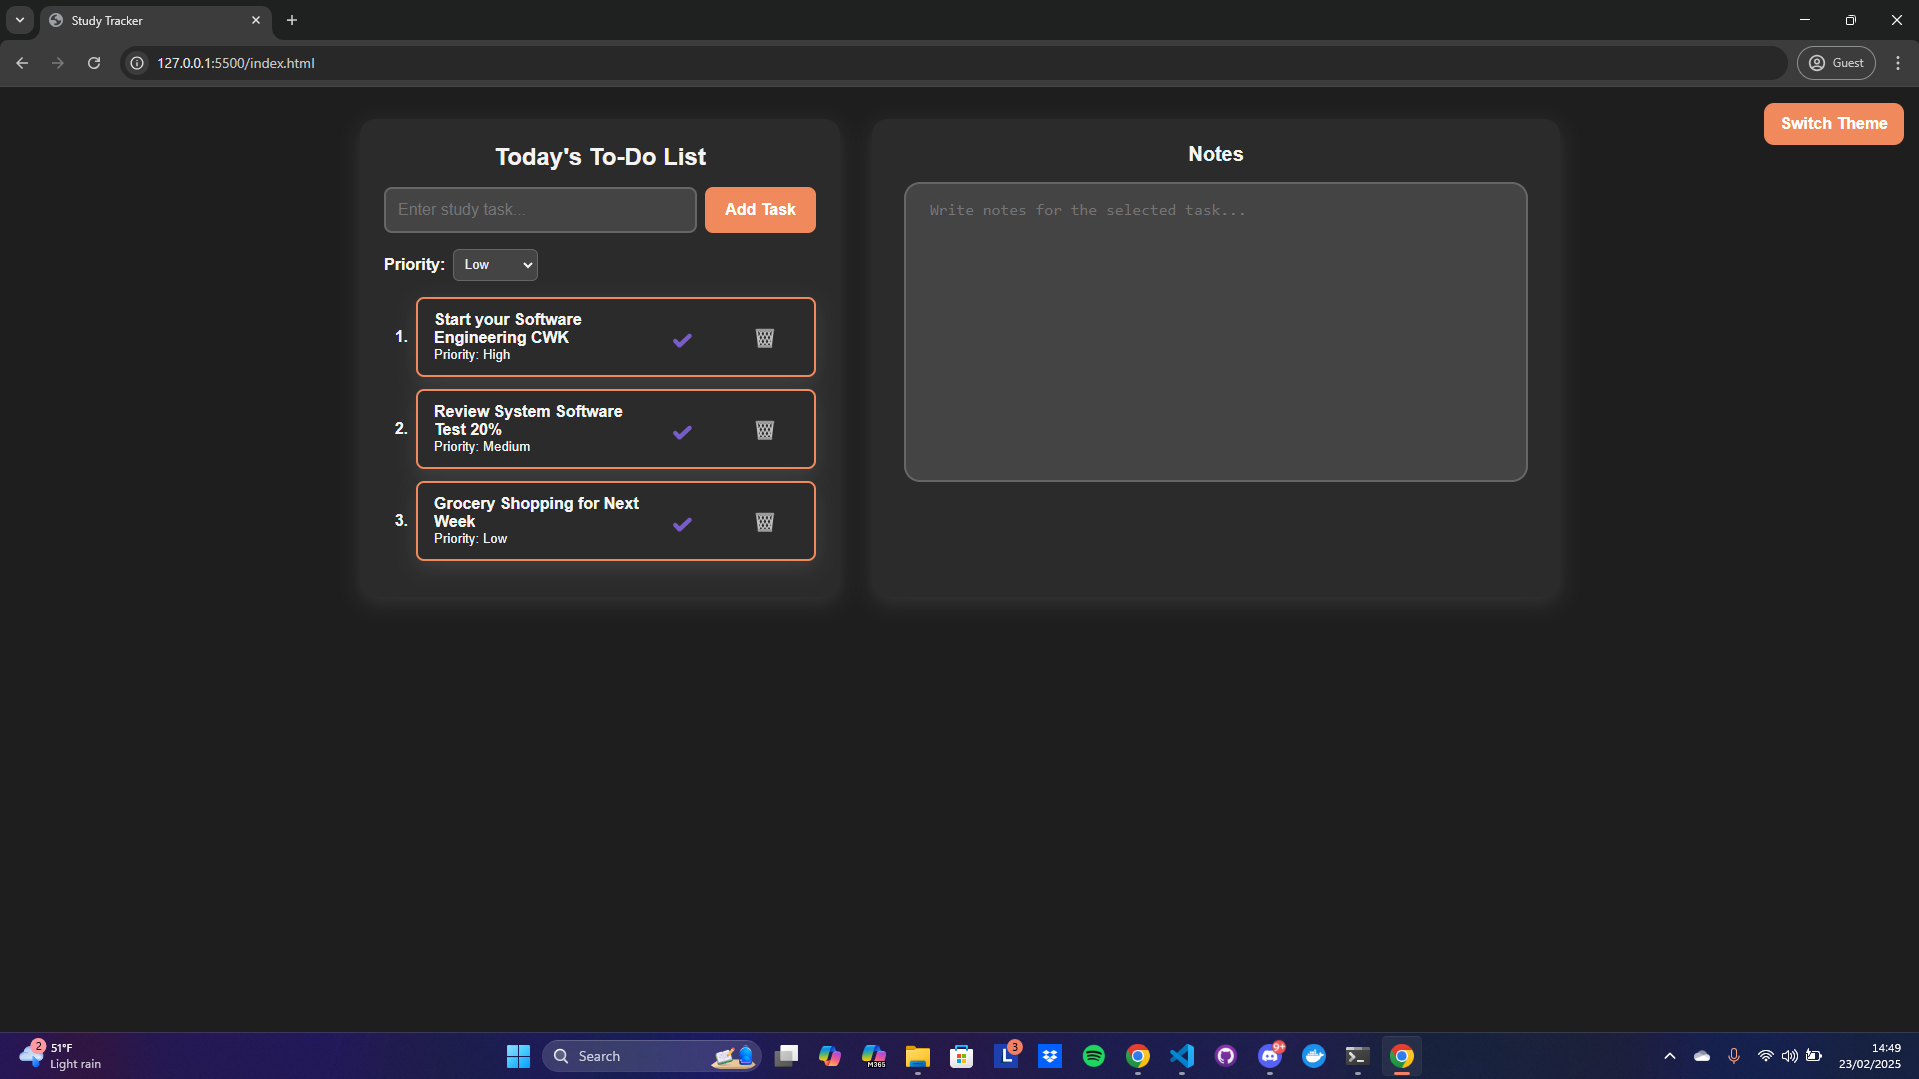 Study Tracker
127.0.0.1:5500/index.html
Guest
Switch Theme
Today's To-Do List
Enter study task...
Add Task
Priority:
Low
1.
Start your Software
Engineering CWK
Priority: High
2.
Review System Software
Test 20%
Priority: Medium
3.
Grocery Shopping for Next
Week
Priority: Low
Notes
Write notes for the selected task...
2
51°F
Light rain
Search
M365
L
3
9+
14:49
23/02/2025